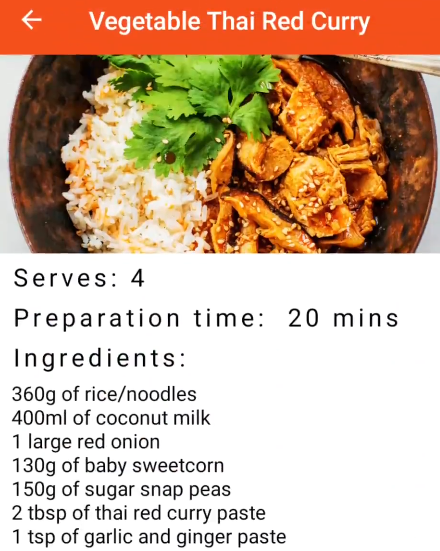 Vegetable Thai Red Curry
Serves: 4
Preparation time: 20 mins
Ingredients:
360g of rice/noodles
400ml of coconut milk
1 large red onion
130g of baby sweetcorn
150g of sugar snap peas
2 tbsp of thai red curry paste
1 tsp of garlic and ginger paste